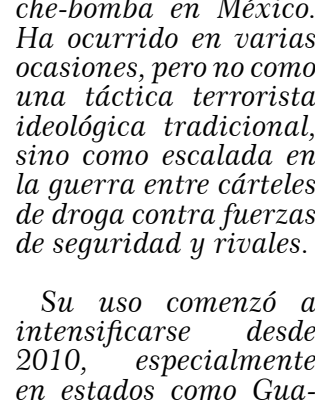 che-bomba en México.
Ha ocurrido en varias
ocasiones, pero no como
una táctica terrorista
ideológica tradicional,
sino como escalada en
la guerra entre cárteles
de droga contra fuerzas
de seguridad y rivales.
Su uso comenzó a
intensificarse desde
2010, especialmente
en estados como Gua-